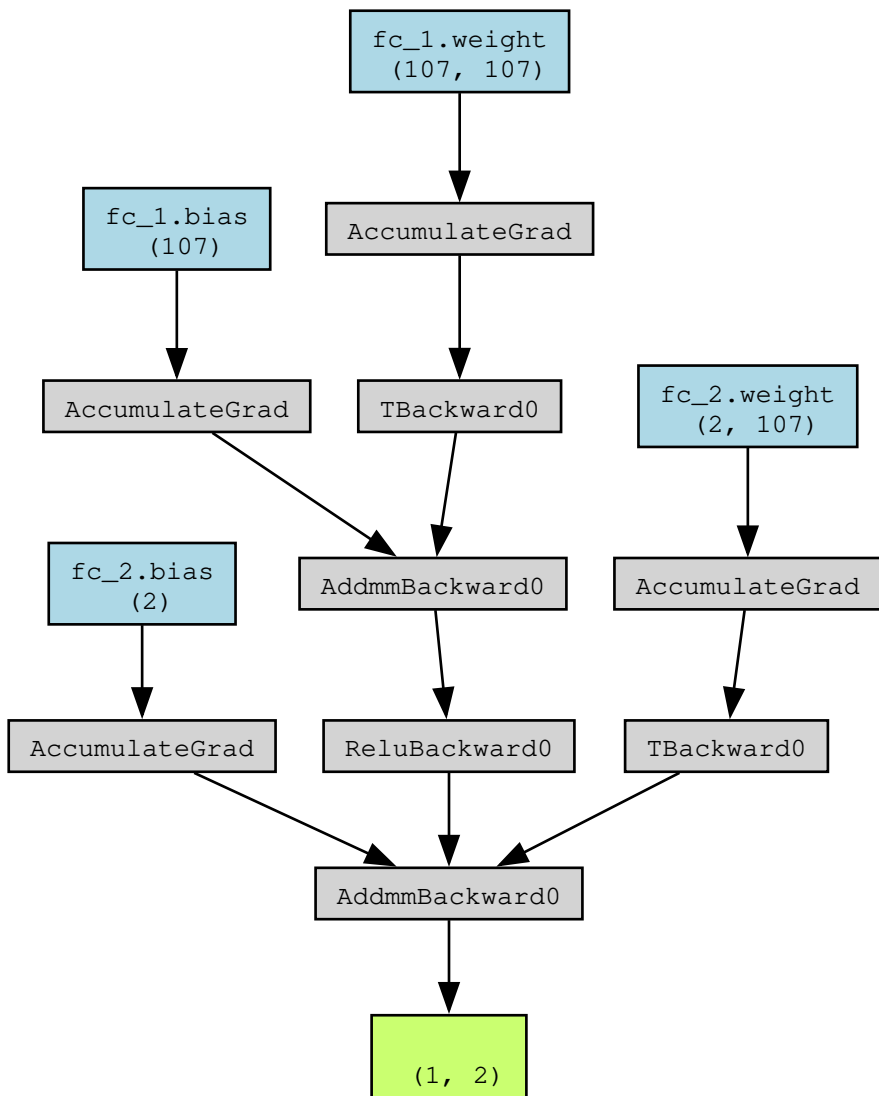 fc_1.weight
(107, 107)
fc_1.bias
(107)
AccumulateGrad
AccumulateGrad
TBackward0
fc_2.weight
(2, 107)
fc_2.bias
(2)
AddmmBackward0
AccumulateGrad
AccumulateGrad
ReluBackward0
TBackward0
AddmmBackward0
(1, 2)